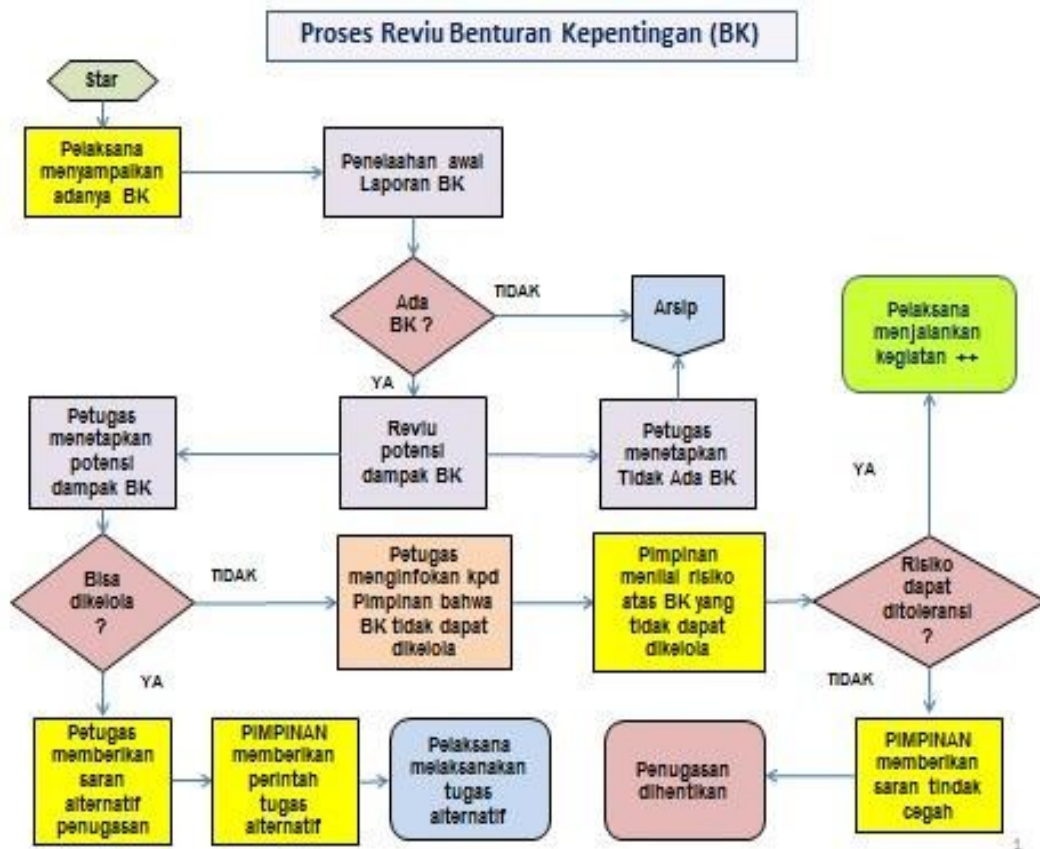 Proses Reviu Benturan Kepentingan (BK)
Star
Pelaksana
menyampaikan
adanya BK
Penelaahan awal
Laporan BK
Ada
BK ?
TIDAK
Arsip
Pelaksana
menjalankan
kegiatan ++
YA
Petugas
menetapkan
potensi
dampak BK
Reviu
potensi
dampak BK
Petugas
menetapkan
Tidak Ada BK
YA
Bisa
dikelola
?
TIDAK
Petugas
menginfokan kpd
Pimpinan bahwa
BK tidak dapat
dikelola
Pimpinan
menilai risiko
atas BK yang
tidak dapat
dikelola
Risiko
dapat
ditoleransi
?
YA
TIDAK
Petugas
memberikan
saran
alternatif
penugasan
PIMPINAN
memberikan
perintah
tugas
alternatif
Pelaksana
melaksanakan
tugas
alternatif
Penugasan
dihentikan
PIMPINAN
memberikan
saran tindak
cegah
1